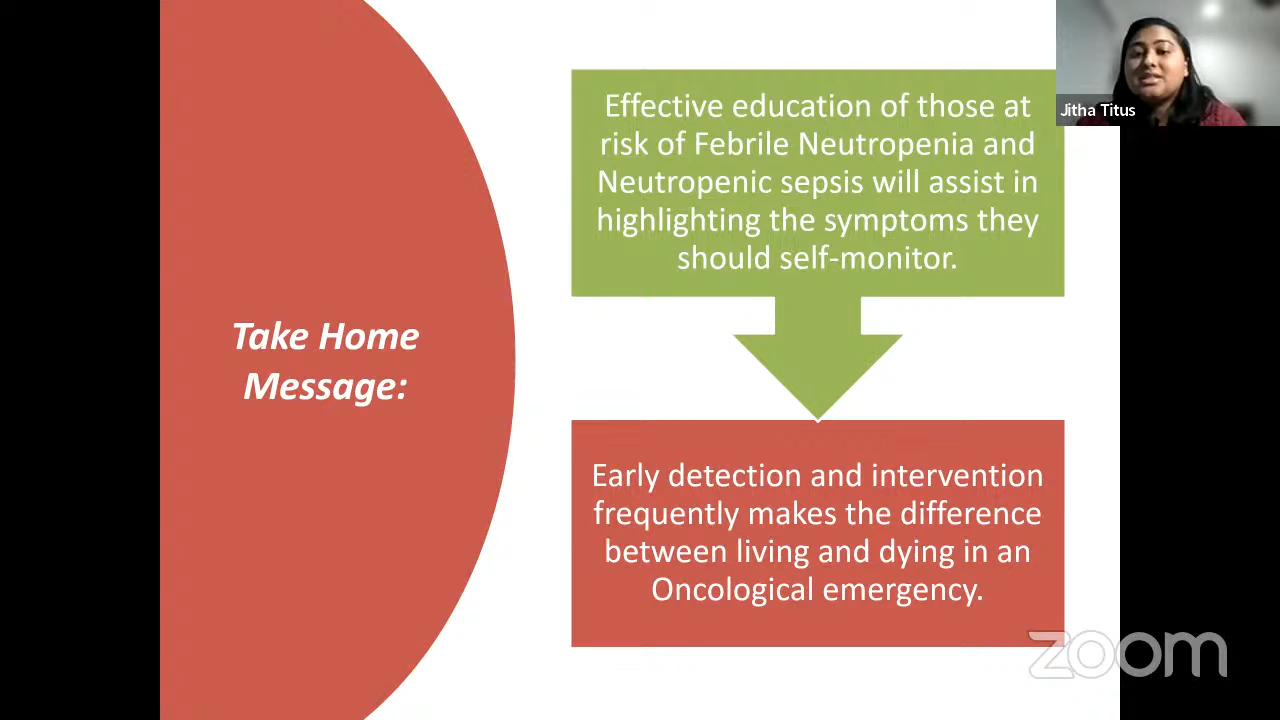 Jitha Titus
Take Home
Message:
Effective education of those at
risk of Febrile Neutropenia and
Neutropenic sepsis will assist in
highlighting the symptoms they
should self-monitor.
Early detection and intervention
frequently makes the difference
between living and dying in an
Oncological emergency.
zoom